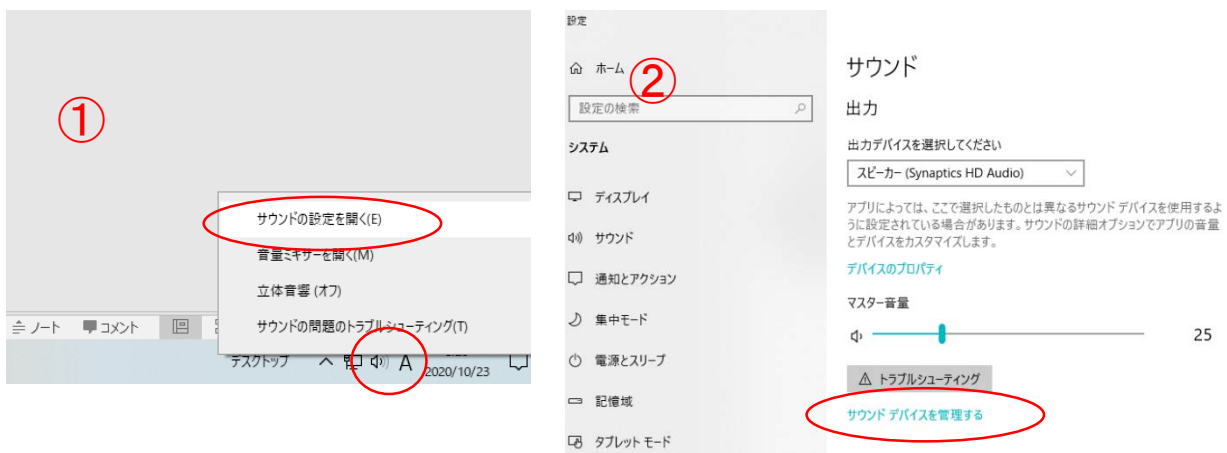 ①
サウンドの設定を開く(E)
音量ミキサーを開く(M)
立体音響 (オフ)
サウンドの問題のトラブルシューティング(T)
ノート コメント
デスクトップ A
2020/10/23
設定
ホーム
②
設定の検索
システム
ディスプレイ
サウンド
通知とアクション
集中モード
電源とスリープ
記憶域
タブレット モード
サウンド
出力
出力デバイスを選択してください
スピーカー (Synaptics HD Audio)
アプリによっては、ここで選択したものとは異なるサウンド デバイスを使用するよ
うに設定されている場合があります。サウンドの詳細オプションでアプリの音量
とデバイスをカスタマイズします。
デバイスのプロパティ
マスター音量
25
トラブルシューティング
サウンド デバイスを管理する